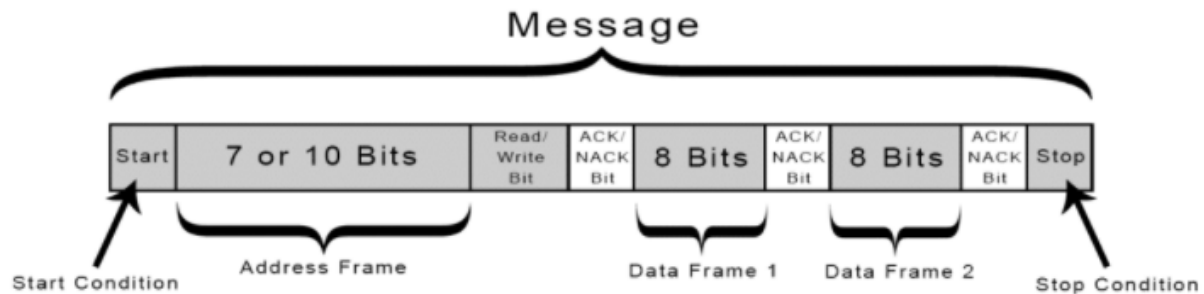 Message
Start
7 or 10 Bits
Read/
Write
Bit
ACK/
NACK
Bit
8 Bits
ACK/
NACK
Bit
8 Bits
ACK/
NACK
Bit
Stop
Start Condition
Address Frame
Data Frame 1
Data Frame 2
Stop Condition